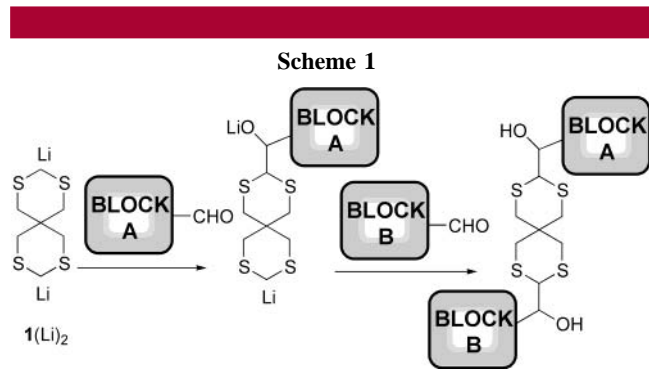 Scheme 1
Li
S S
S S
Li
1(Li)2
BLOCK
A
CHO
LiO
BLOCK
A
S S
S S
Li
BLOCK
B
CHO
HO
BLOCK
A
S S
S S
BLOCK
B
OH